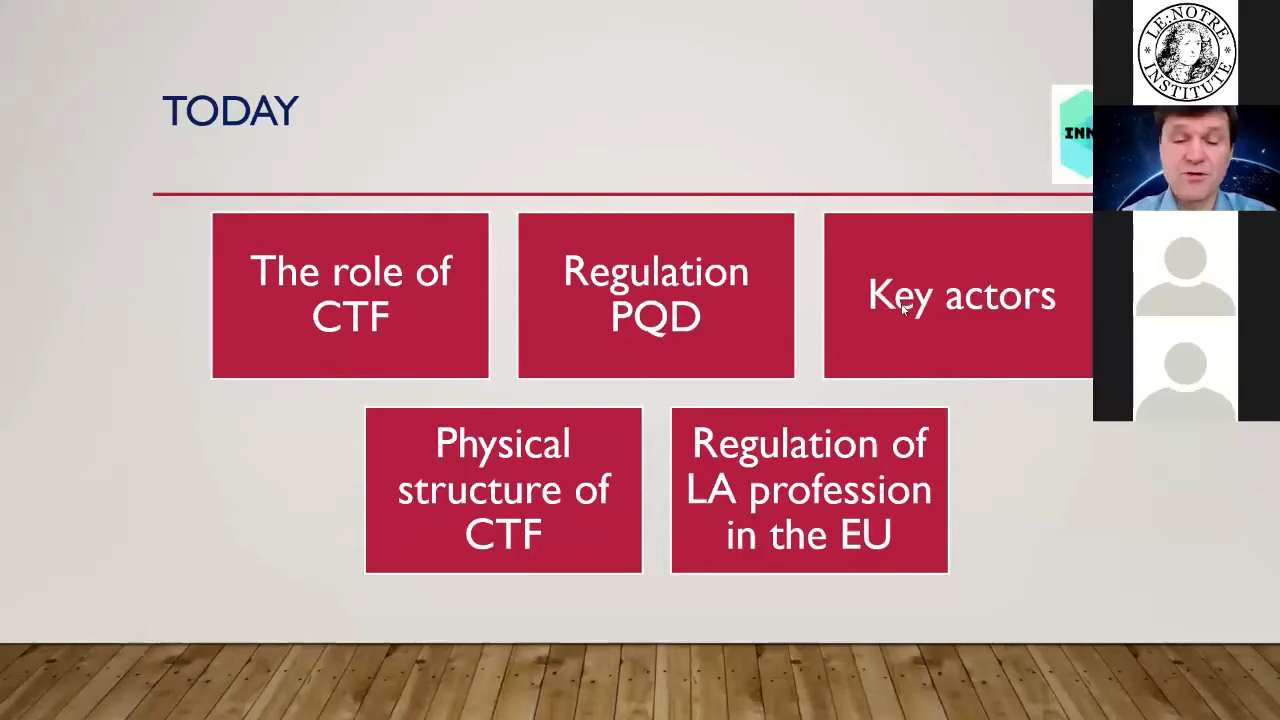 TODAY
INN
LE:NOTRE
INSTITUTE
The role of
CTF
Regulation
PQD
Key actors
Physical
structure of
CTF
Regulation of
LA profession
in the EU